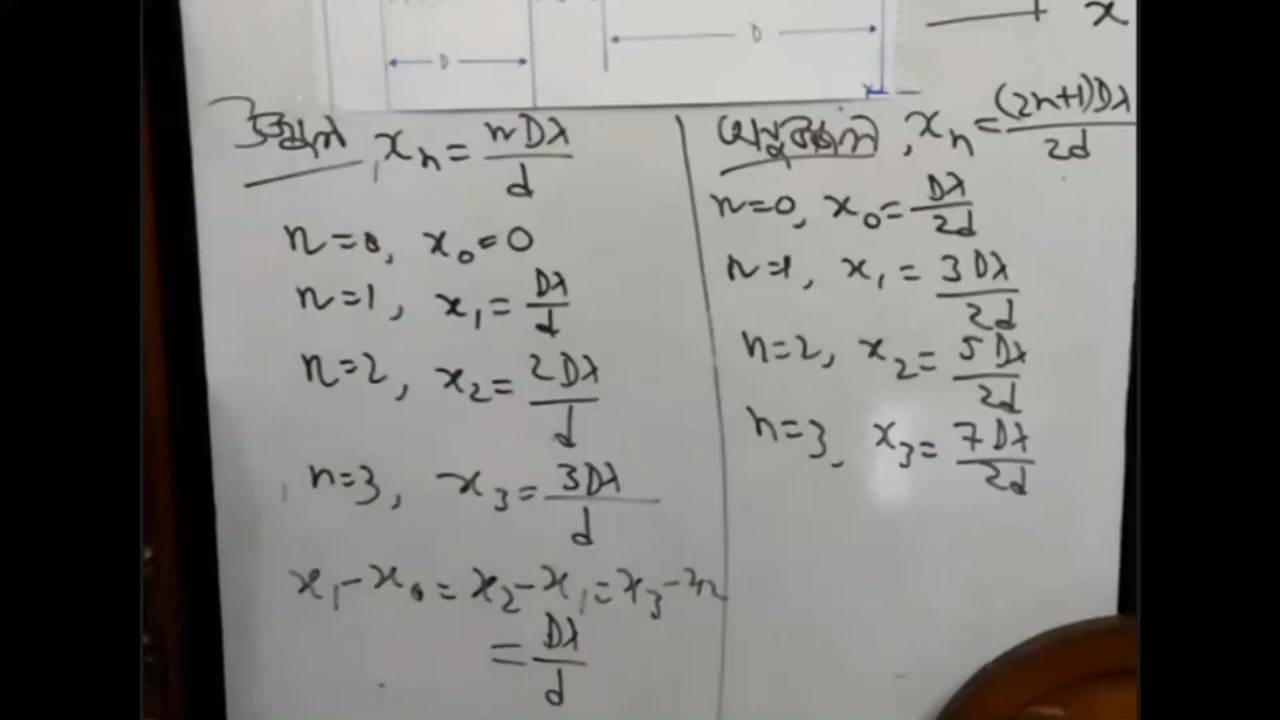 D D x
উজ্জ্বল, xₙ = nDλ/d
n=0, x₀=0
n=1, x₁ = Dλ/d
n=2, x₂ = 2Dλ/d
n=3, x₃ = 3Dλ/d
x₁-x₀ = x₂-x₁ = x₃-x₂
= Dλ/d
, xₙ = (2n+1)Dλ/2d
n=0, x₀ = Dλ/2d
n=1, x₁ = 3Dλ/2d
n=2, x₂ = 5Dλ/2d
n=3, x₃ = 7Dλ/2d